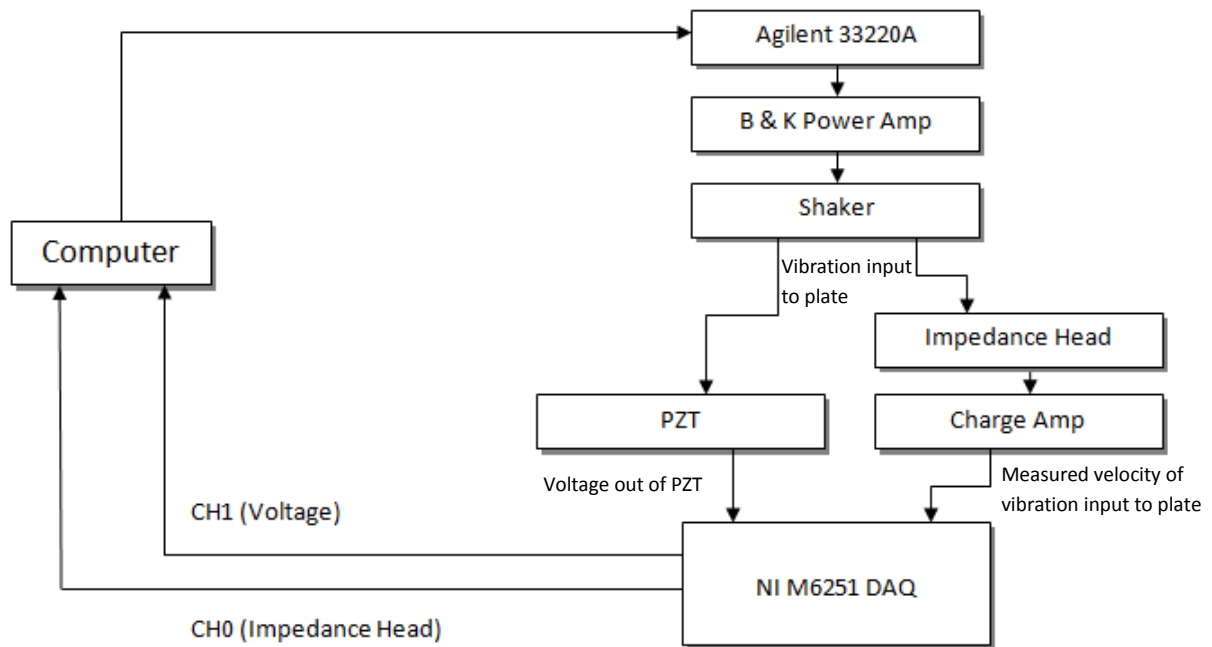 Agilent 33220A
B & K Power Amp
Shaker
Computer
Vibration input
to plate
Impedance Head
PZT
Charge Amp
Voltage out of PZT
Measured velocity of
vibration input to plate
CH1 (Voltage)
NI M6251 DAQ
CH0 (Impedance Head)